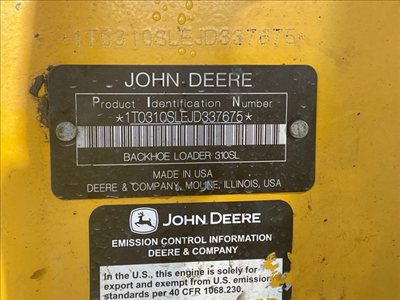 *1T0310SLEJD337675*
JOHN DEERE
Product Identification Number
*1T0310SLEJD337675*
BACKHOE LOADER 310SL
MADE IN USA
DEERE & COMPANY, MOLINE, ILLINOIS, USA
JOHN DEERE
EMISSION CONTROL INFORMATION
DEERE & COMPANY
In the U.S., this engine is solely for
export and exempt from U.S. emission
standards per 40 CFR 1068.230.